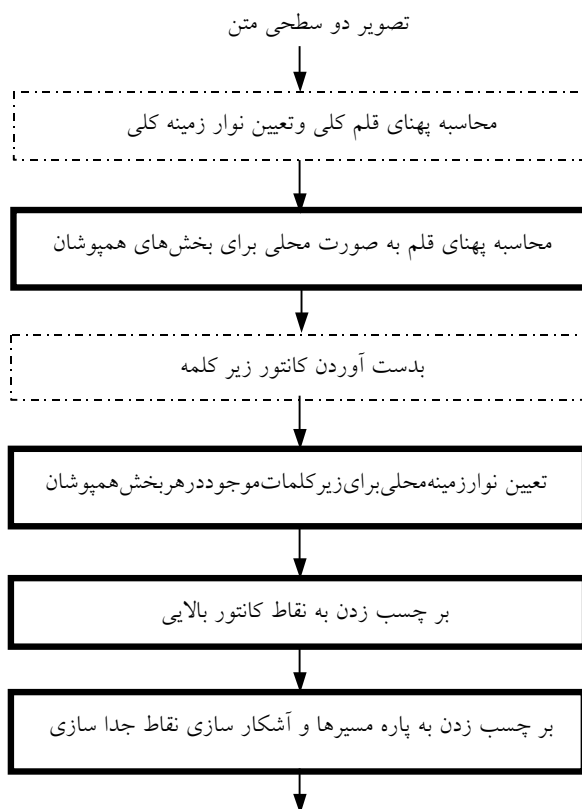 تصویر دو سطحی متن
محاسبه پهنای قلم کلی وتعیین نوار زمینه کلی
محاسبه پهنای قلم به صورت محلی برای بخش‌های همپوشان
بدست آوردن کانتور زیر کلمه
تعیین نوارزمینه‌محلی‌برای‌زیرکلمات‌موجوددرهربخش‌همپوشان
بر چسب زدن به نقاط کانتور بالایی
بر چسب زدن به پاره مسیرها و آشکار سازی نقاط جدا سازی